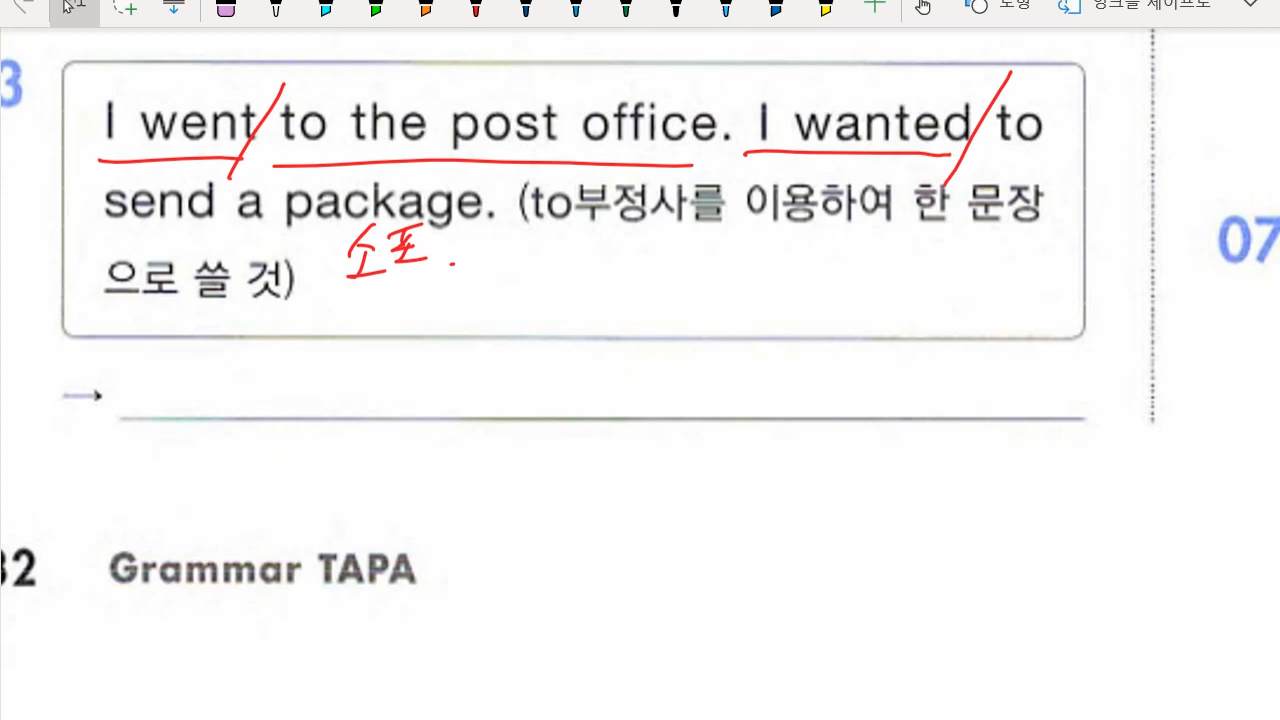 도형
잉크를 셰이프로
3
I went to the post office. I wanted to
send a package. (to부정사를 이용하여 한 문장
소포.
으로 쓸 것)
07
→
32 Grammar TAPA